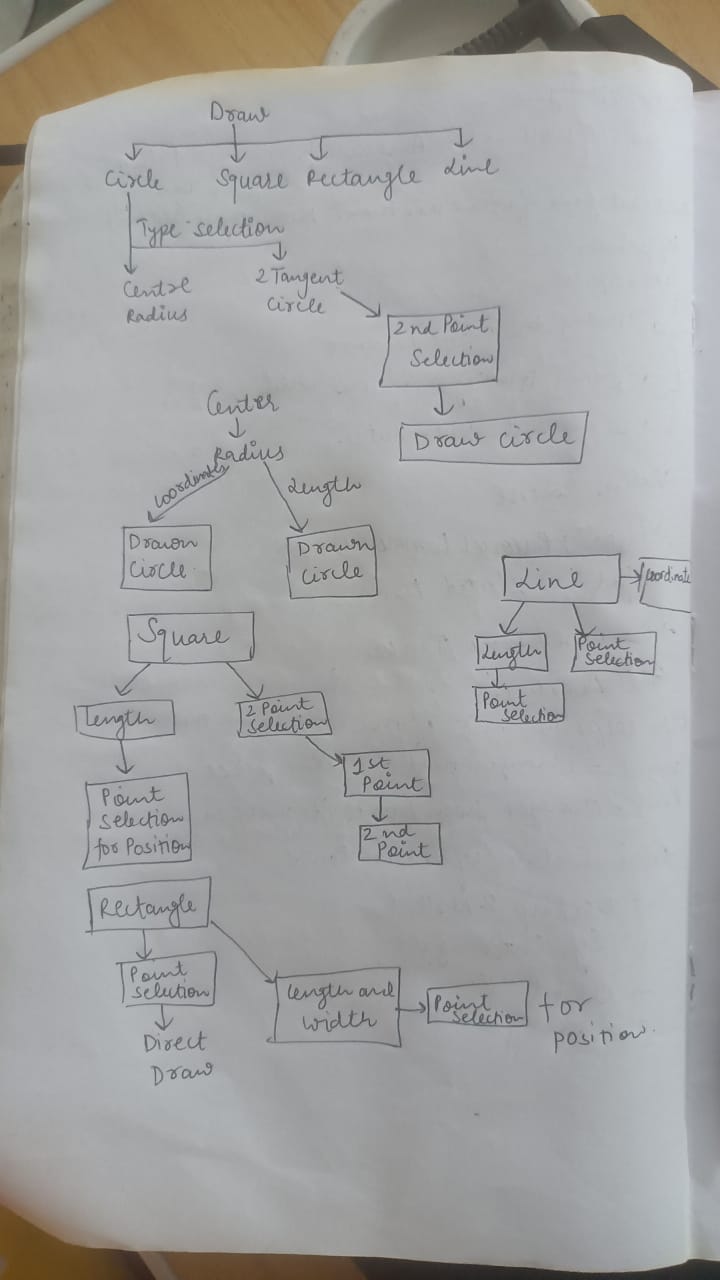 Draw
Circle Square Rectangle Line
Type selection
Centre
Radius
2 Tangent
Circle
2nd Point
Selection
Draw circle
Center
Radius
coordinates
Length
Drawn
Circle
Drawn
Circle
Line
coordinate
Length
Point
Selection
Point
Selection
Square
Length
2 Point
Selection
Point
Selection
for Position
1st
Point
2nd
Point
Rectangle
Point
selection
Direct
Draw
length and
width
Point
Selection
for
position.